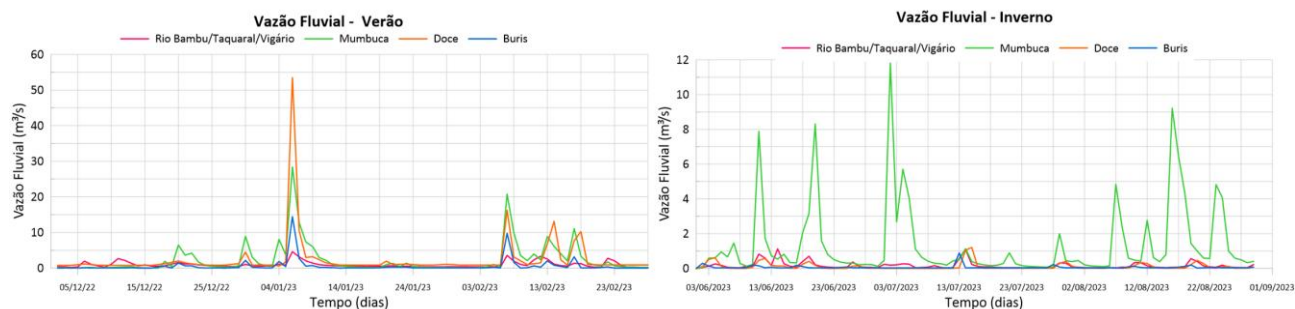 Vazão Fluvial - Verão
Rio Bambu/Taquaral/Vigário Mumbuca Doce Buris
Vazão Fluvial (m³/s)
60
50
40
30
20
10
0
05/12/22 15/12/22 25/12/22 04/01/23 14/01/23 24/01/23 03/02/23 13/02/23 23/02/23
Tempo (dias)
Vazão Fluvial - Inverno
Rio Bambu/Taquaral/Vigário Mumbuca Doce Buris
Vazão Fluvial (m³/s)
12
10
8
6
4
2
0
03/06/2023 13/06/2023 23/06/2023 03/07/2023 13/07/2023 23/07/2023 02/08/2023 12/08/2023 22/08/2023 01/09/2023
Tempo (dias)